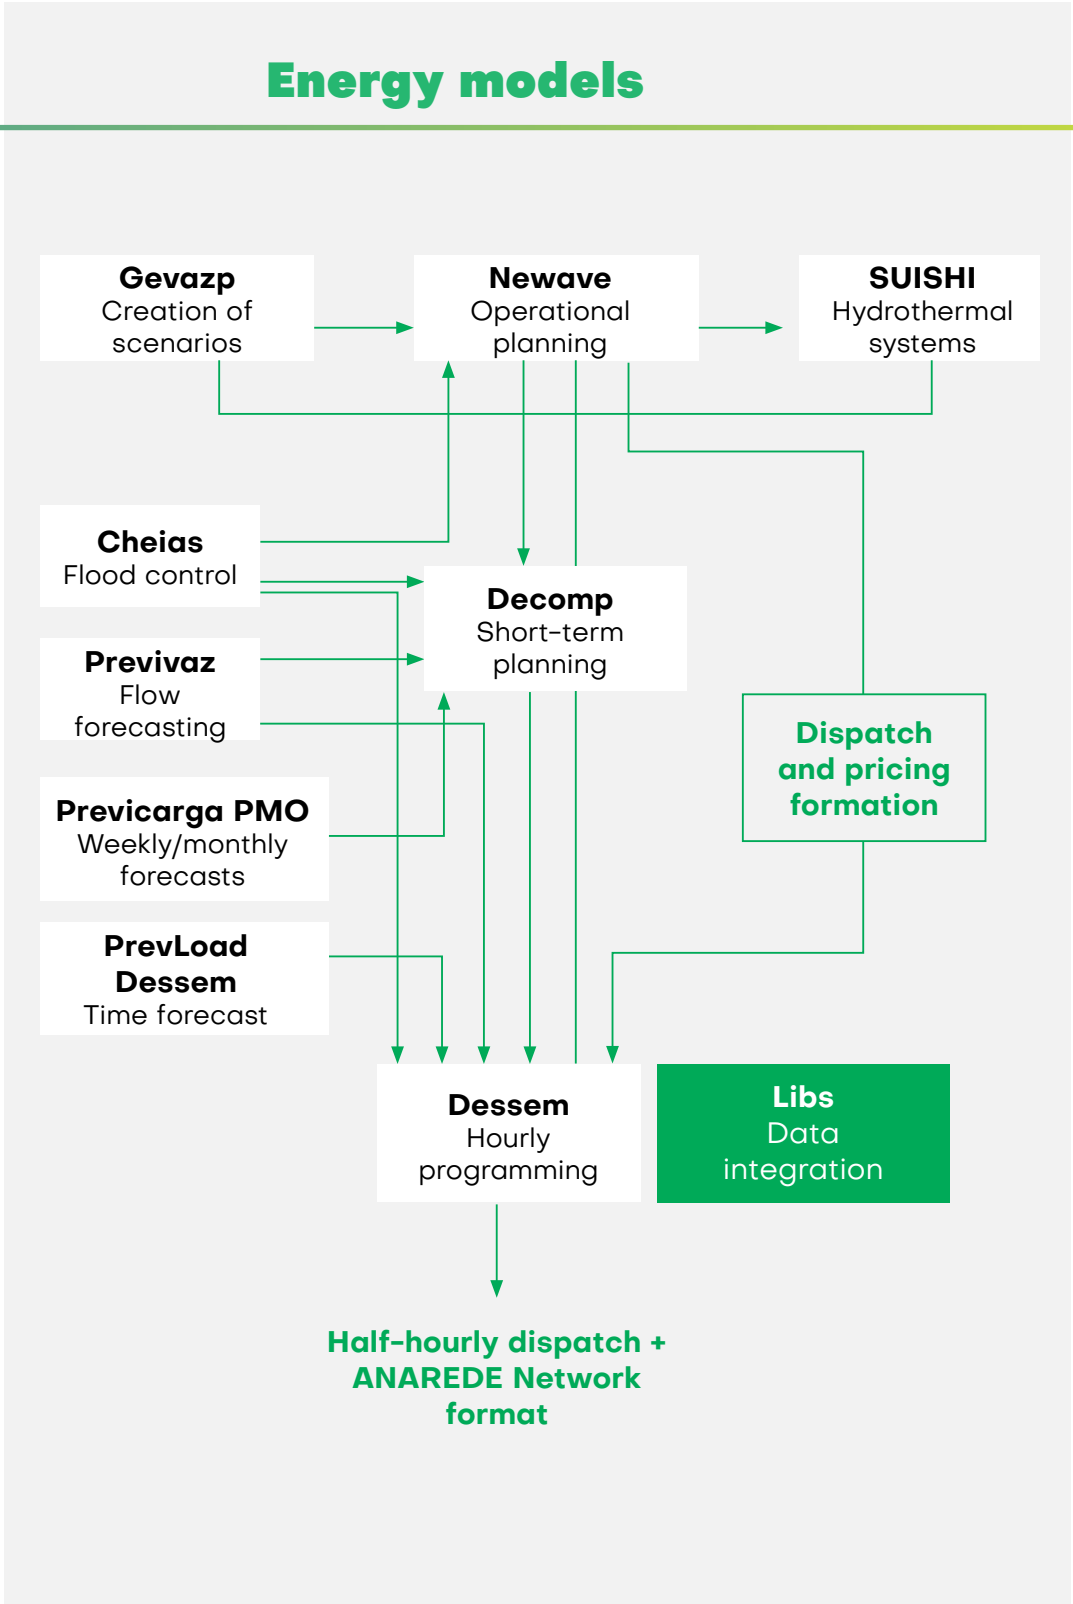 Energy models
Gevazp
Creation of
scenarios
Newave
Operational
planning
SUISHI
Hydrothermal
systems
Cheias
Flood control
Decomp
Short-term
planning
Previvaz
Flow
forecasting
Dispatch
and pricing
formation
Previcarga PMO
Weekly/monthly
forecasts
PrevLoad
Dessem
Time forecast
Dessem
Hourly
programming
Libs
Data
integration
Half-hourly dispatch +
ANAREDE Network
format